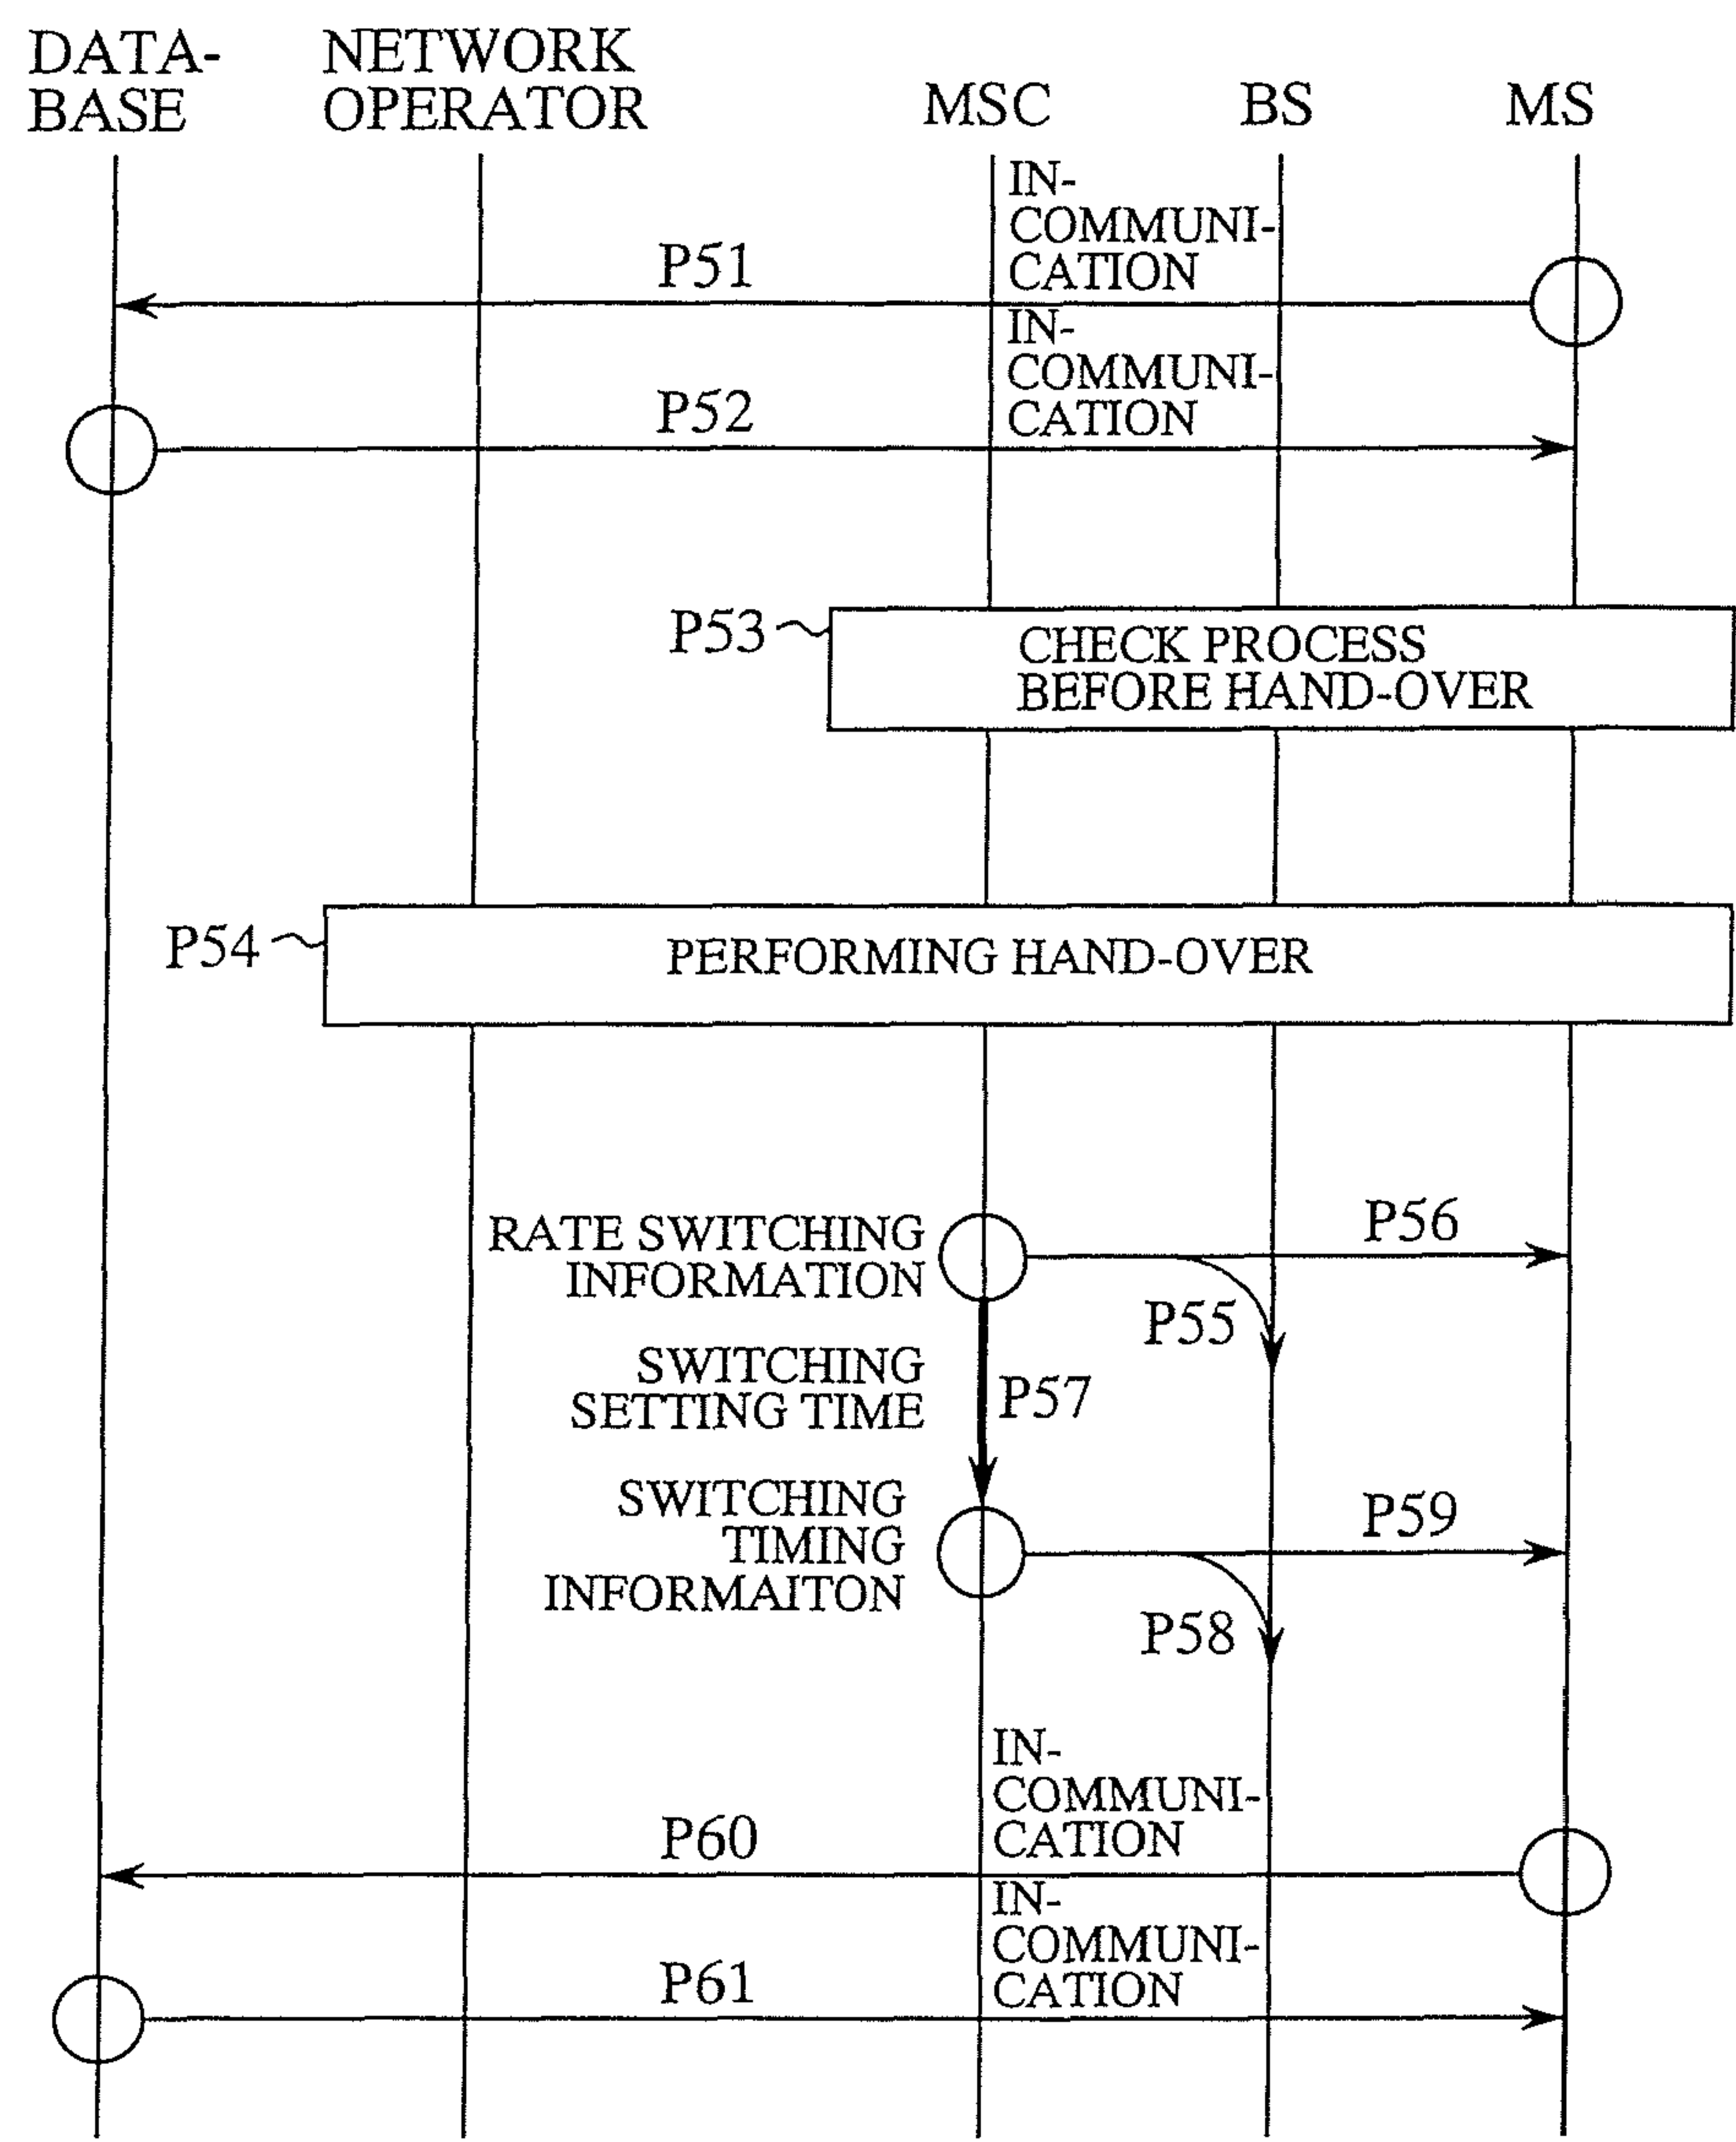 DATA-
BASE
NETWORK
OPERATOR
MSC
BS
MS
IN-
COMMUNI-
CATION
P51
IN-
COMMUNI-
CATION
P52
P53
CHECK PROCESS
BEFORE HAND-OVER
P54
PERFORMING HAND-OVER
RATE SWITCHING
INFORMATION
P56
P55
SWITCHING
SETTING TIME
P57
SWITCHING
TIMING
INFORMAITON
P59
P58
IN-
COMMUNI-
CATION
P60
IN-
COMMUNI-
CATION
P61